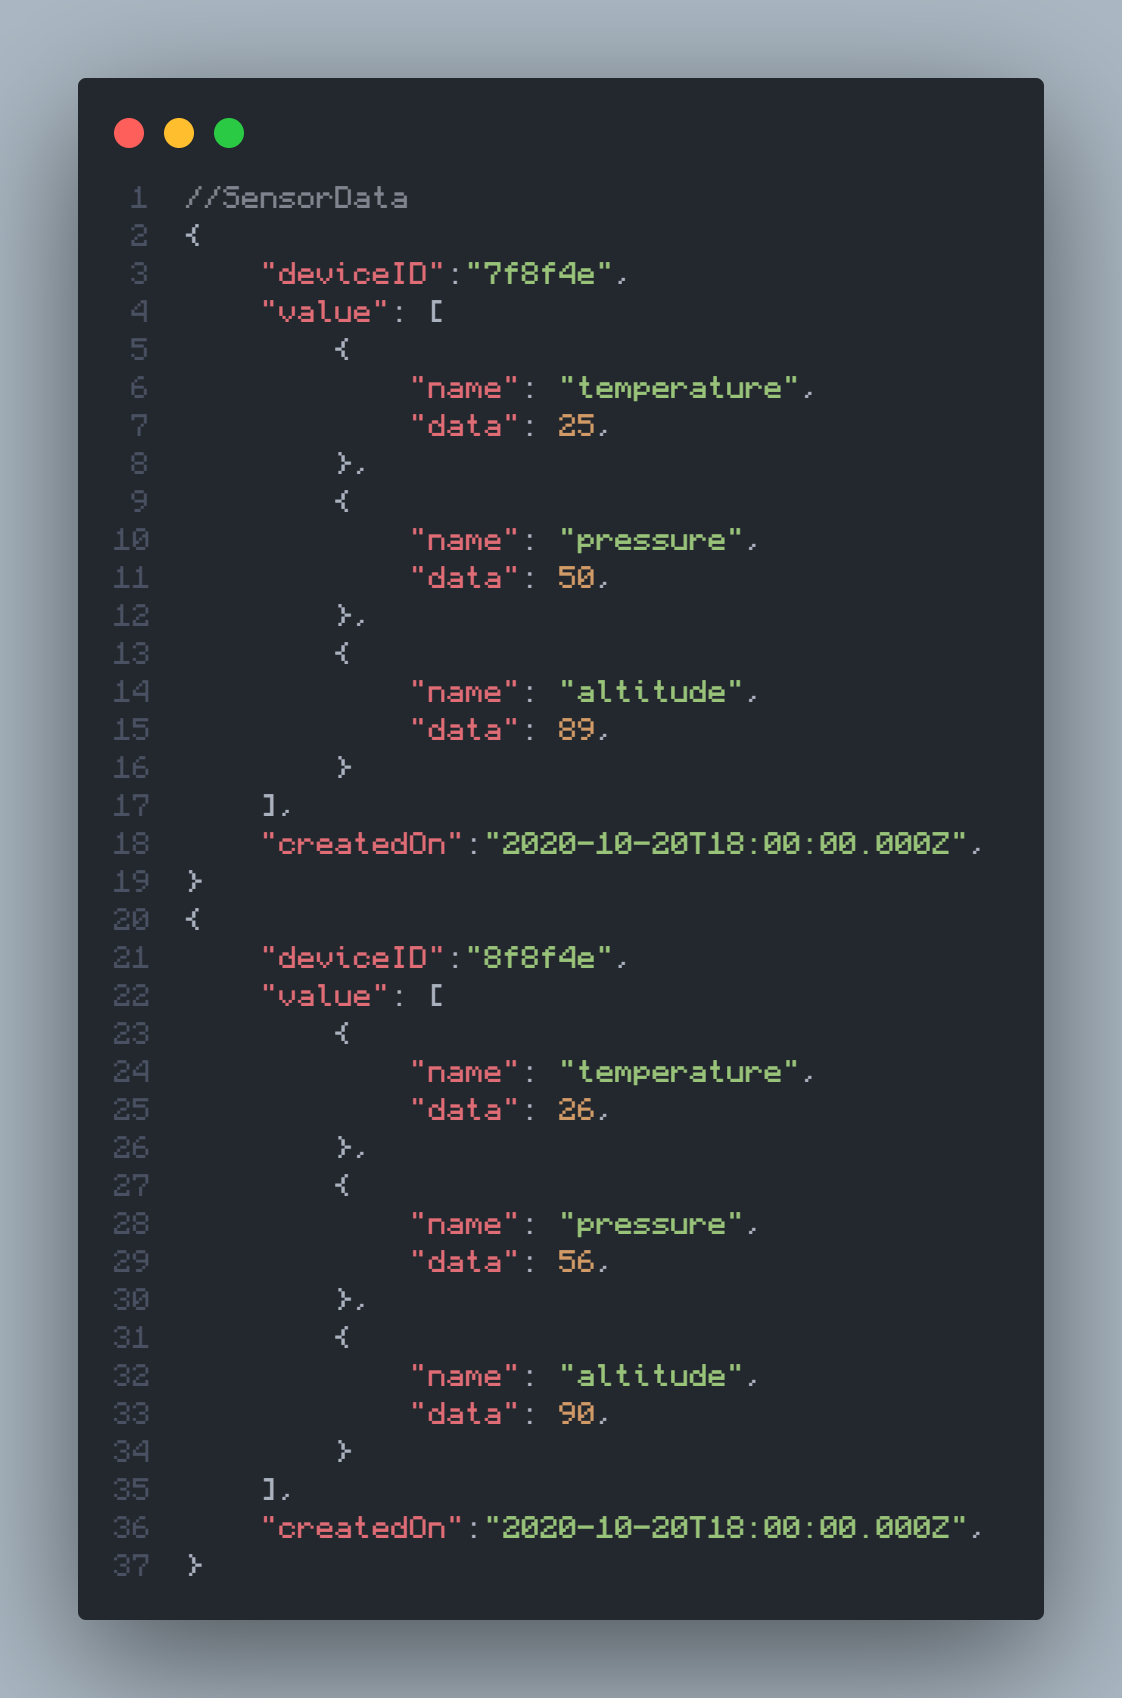 1 //SensorData
2 {
3     "deviceID":"7f8f4e",
4     "value": [
5         {
6             "name": "temperature",
7             "data": 25,
8         },
9         {
10             "name": "pressure",
11             "data": 50,
12         },
13         {
14             "name": "altitude",
15             "data": 89,
16         }
17     ],
18     "createdOn":"2020-10-20T18:00:00.000Z",
19 }
20 {
21     "deviceID":"8f8f4e",
22     "value": [
23         {
24             "name": "temperature",
25             "data": 26,
26         },
27         {
28             "name": "pressure",
29             "data": 56,
30         },
31         {
32             "name": "altitude",
33             "data": 90,
34         }
35     ],
36     "createdOn":"2020-10-20T18:00:00.000Z",
37 }